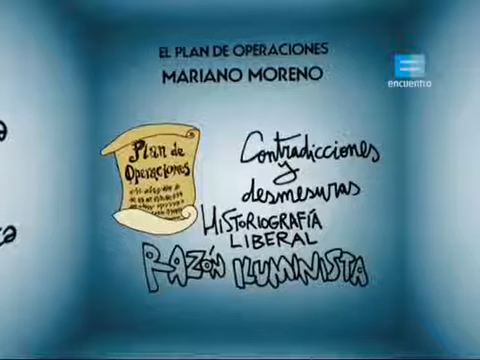 EL PLAN DE OPERACIONES
MARIANO MORENO
encuentro
Plan de
Operaciones
Contradicciones
y
desmesuras
HISTORIOGRAFÍA
LIBERAL
RAZÓN ILUMINISTA